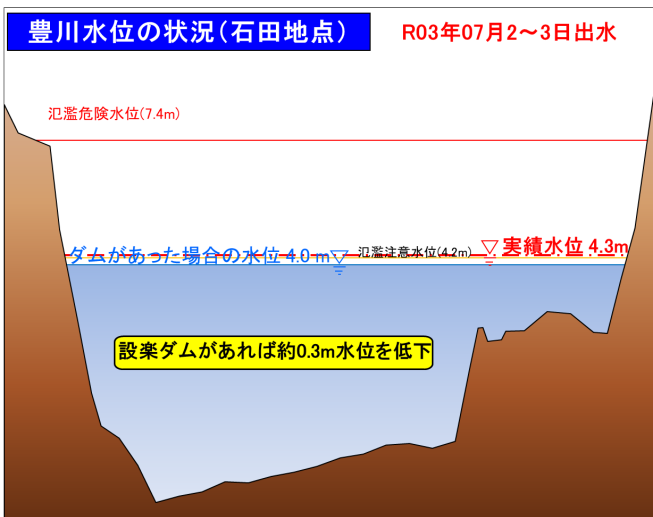 豊川水位の状況(石田地点)
R03年07月2～3日出水
氾濫危険水位(7.4m)
ダムがあった場合の水位 4.0 m
氾濫注意水位(4.2m)
実績水位 4.3m
設楽ダムがあれば約0.3m水位を低下